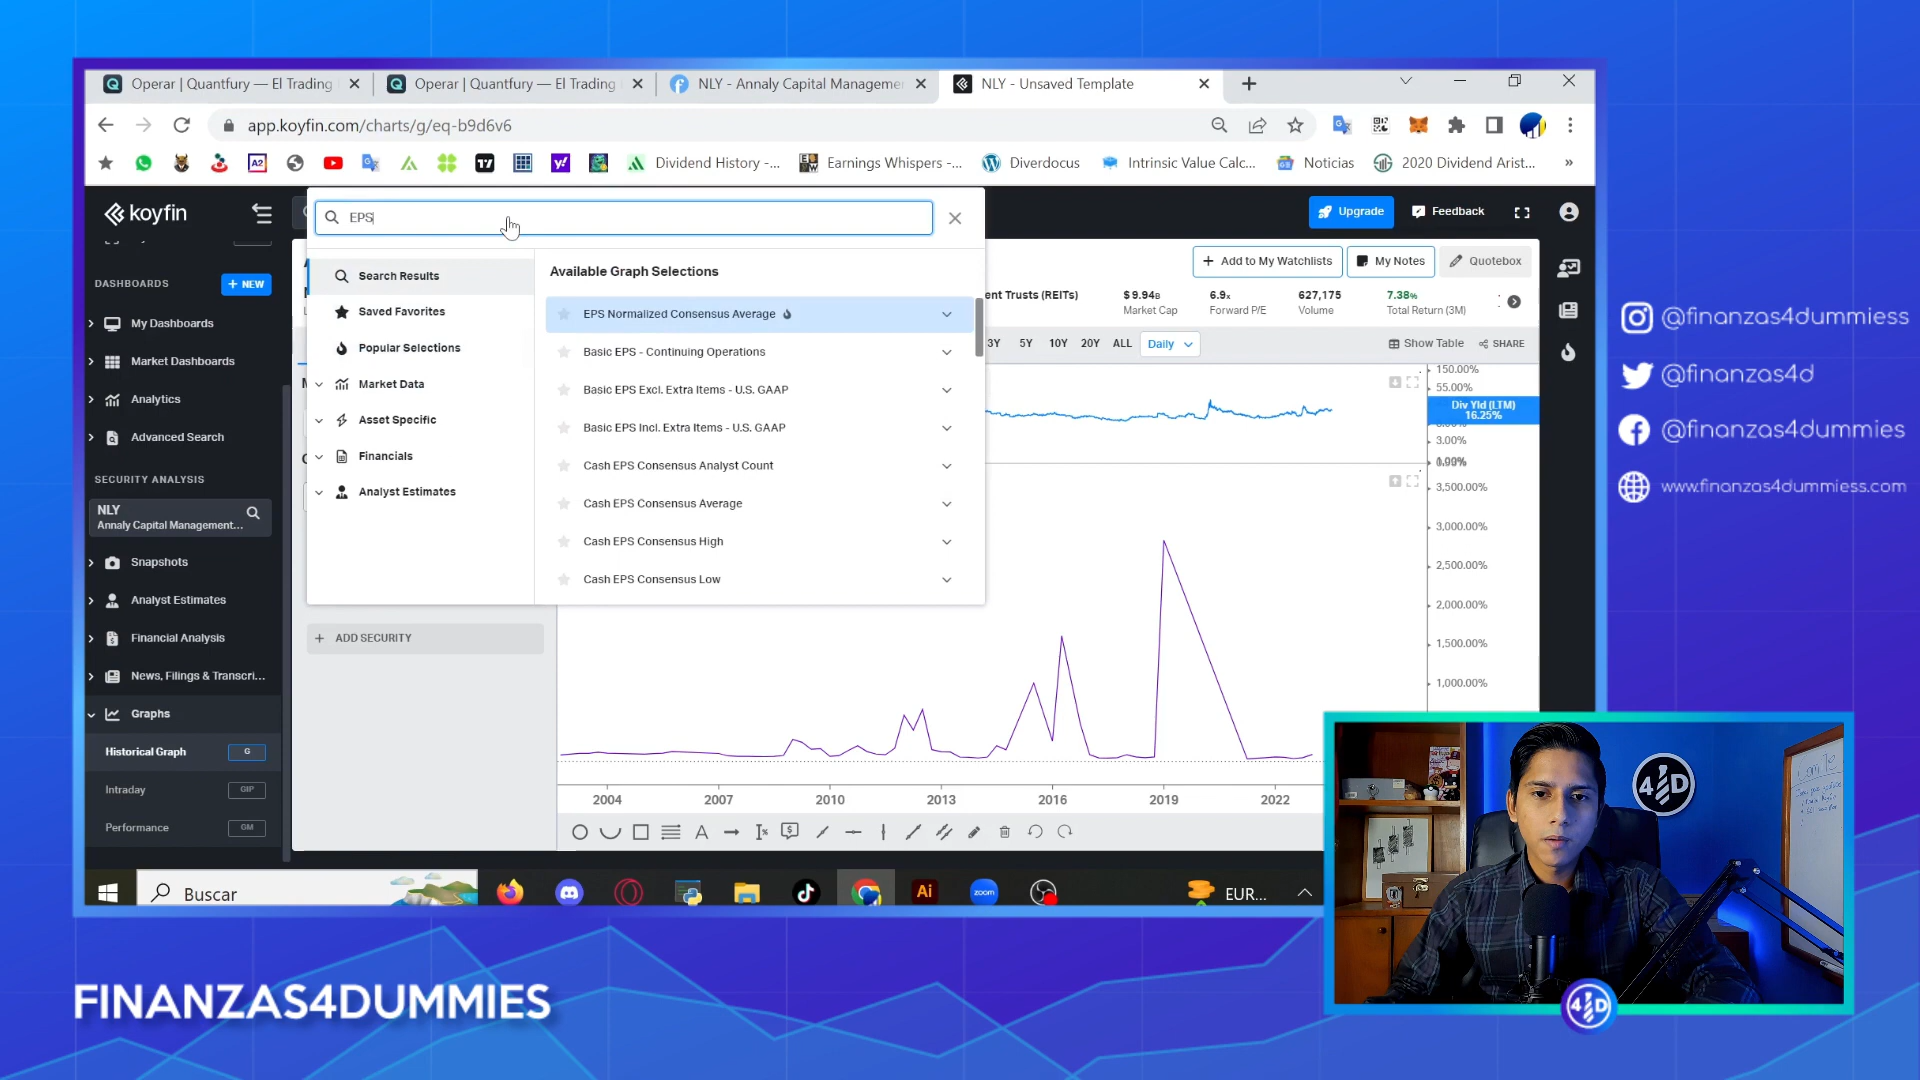 Operar | Quantfury — El Trading
Operar | Quantfury — El Trading
NLY - Annaly Capital Manageme
NLY - Unsaved Template
app.koyfin.com/charts/g/eq-b9d6v6
A2
Dividend History -...
Earnings Whispers -...
Diverdocus
Intrinsic Value Calc...
Noticias
2020 Dividend Arist...
»
koyfin
EPS
Upgrade
Feedback
DASHBOARDS
+ NEW
My Dashboards
Market Dashboards
Analytics
Advanced Search
SECURITY ANALYSIS
NLY
Annaly Capital Management...
Snapshots
Analyst Estimates
Financial Analysis
News, Filings & Transcri...
Graphs
Historical Graph
G
Intraday
GIP
Performance
GM
Search Results
Saved Favorites
Popular Selections
Market Data
Asset Specific
Financials
Analyst Estimates
Available Graph Selections
EPS Normalized Consensus Average
Basic EPS - Continuing Operations
Basic EPS Excl. Extra Items - U.S. GAAP
Basic EPS Incl. Extra Items - U.S. GAAP
Cash EPS Consensus Analyst Count
Cash EPS Consensus Average
Cash EPS Consensus High
Cash EPS Consensus Low
+ ADD SECURITY
+ Add to My Watchlists
My Notes
Quotebox
ent Trusts (REITs)
$ 9.94B
Market Cap
6.9x
Forward P/E
627,175
Volume
7.38%
Total Return (3M)
3Y
5Y
10Y
20Y
ALL
Daily
Show Table
SHARE
150.00%
55.00%
Div Yld (LTM)
16.25%
3.00%
3,500.00%
3,000.00%
2,500.00%
2,000.00%
1,500.00%
1,000.00%
2004
2007
2010
2013
2016
2019
2022
Buscar
Ai
zoom
EUR...
@finanzas4dummiess
@finanzas4d
@finanzas4dummies
www.finanzas4dummiess.com
4D
4D
FINANZAS4DUMMIES